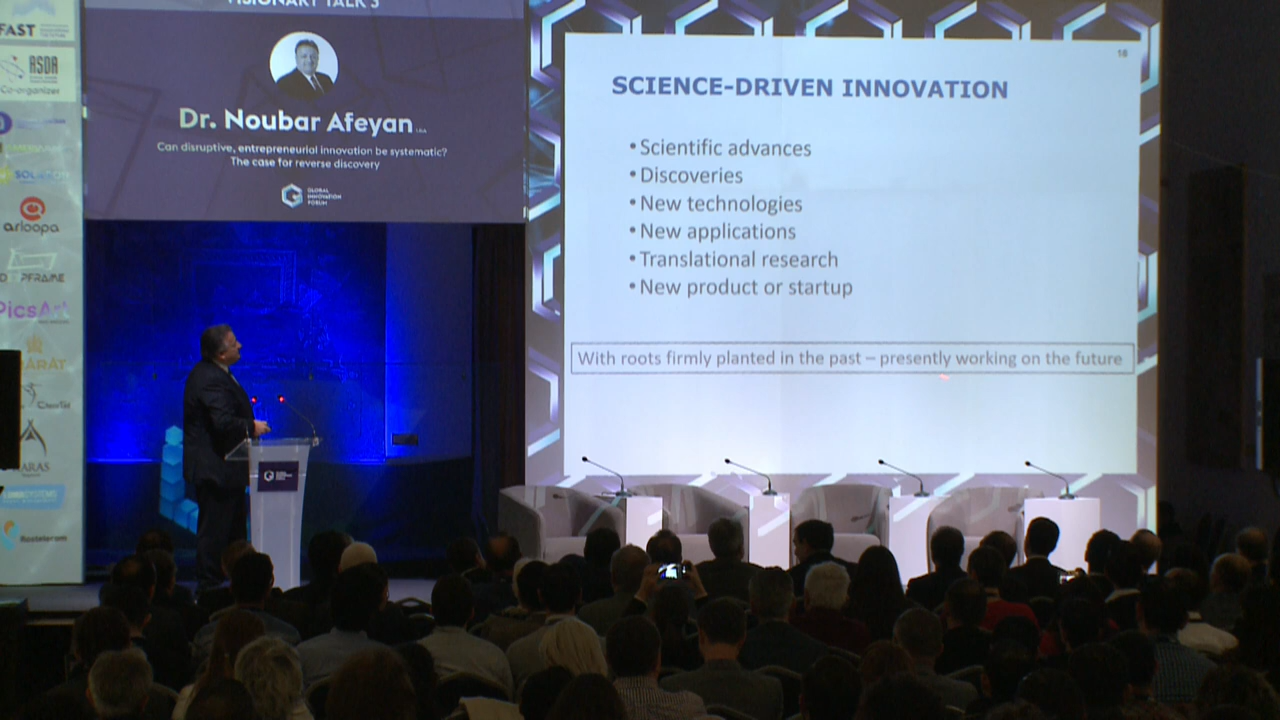 VISIONARY TALK 3
Dr. Noubar Afeyan
Can disruptive, entrepreneurial innovation be systematic?
The case for reverse discovery
GLOBAL
INNOVATION
FORUM
16
SCIENCE-DRIVEN INNOVATION
• Scientific advances
• Discoveries
• New technologies
• New applications
• Translational research
• New product or startup
With roots firmly planted in the past – presently working on the future
FAST
ASDA
Co-organizer
arloopa
PicsArt
ARAS
Rostelecom